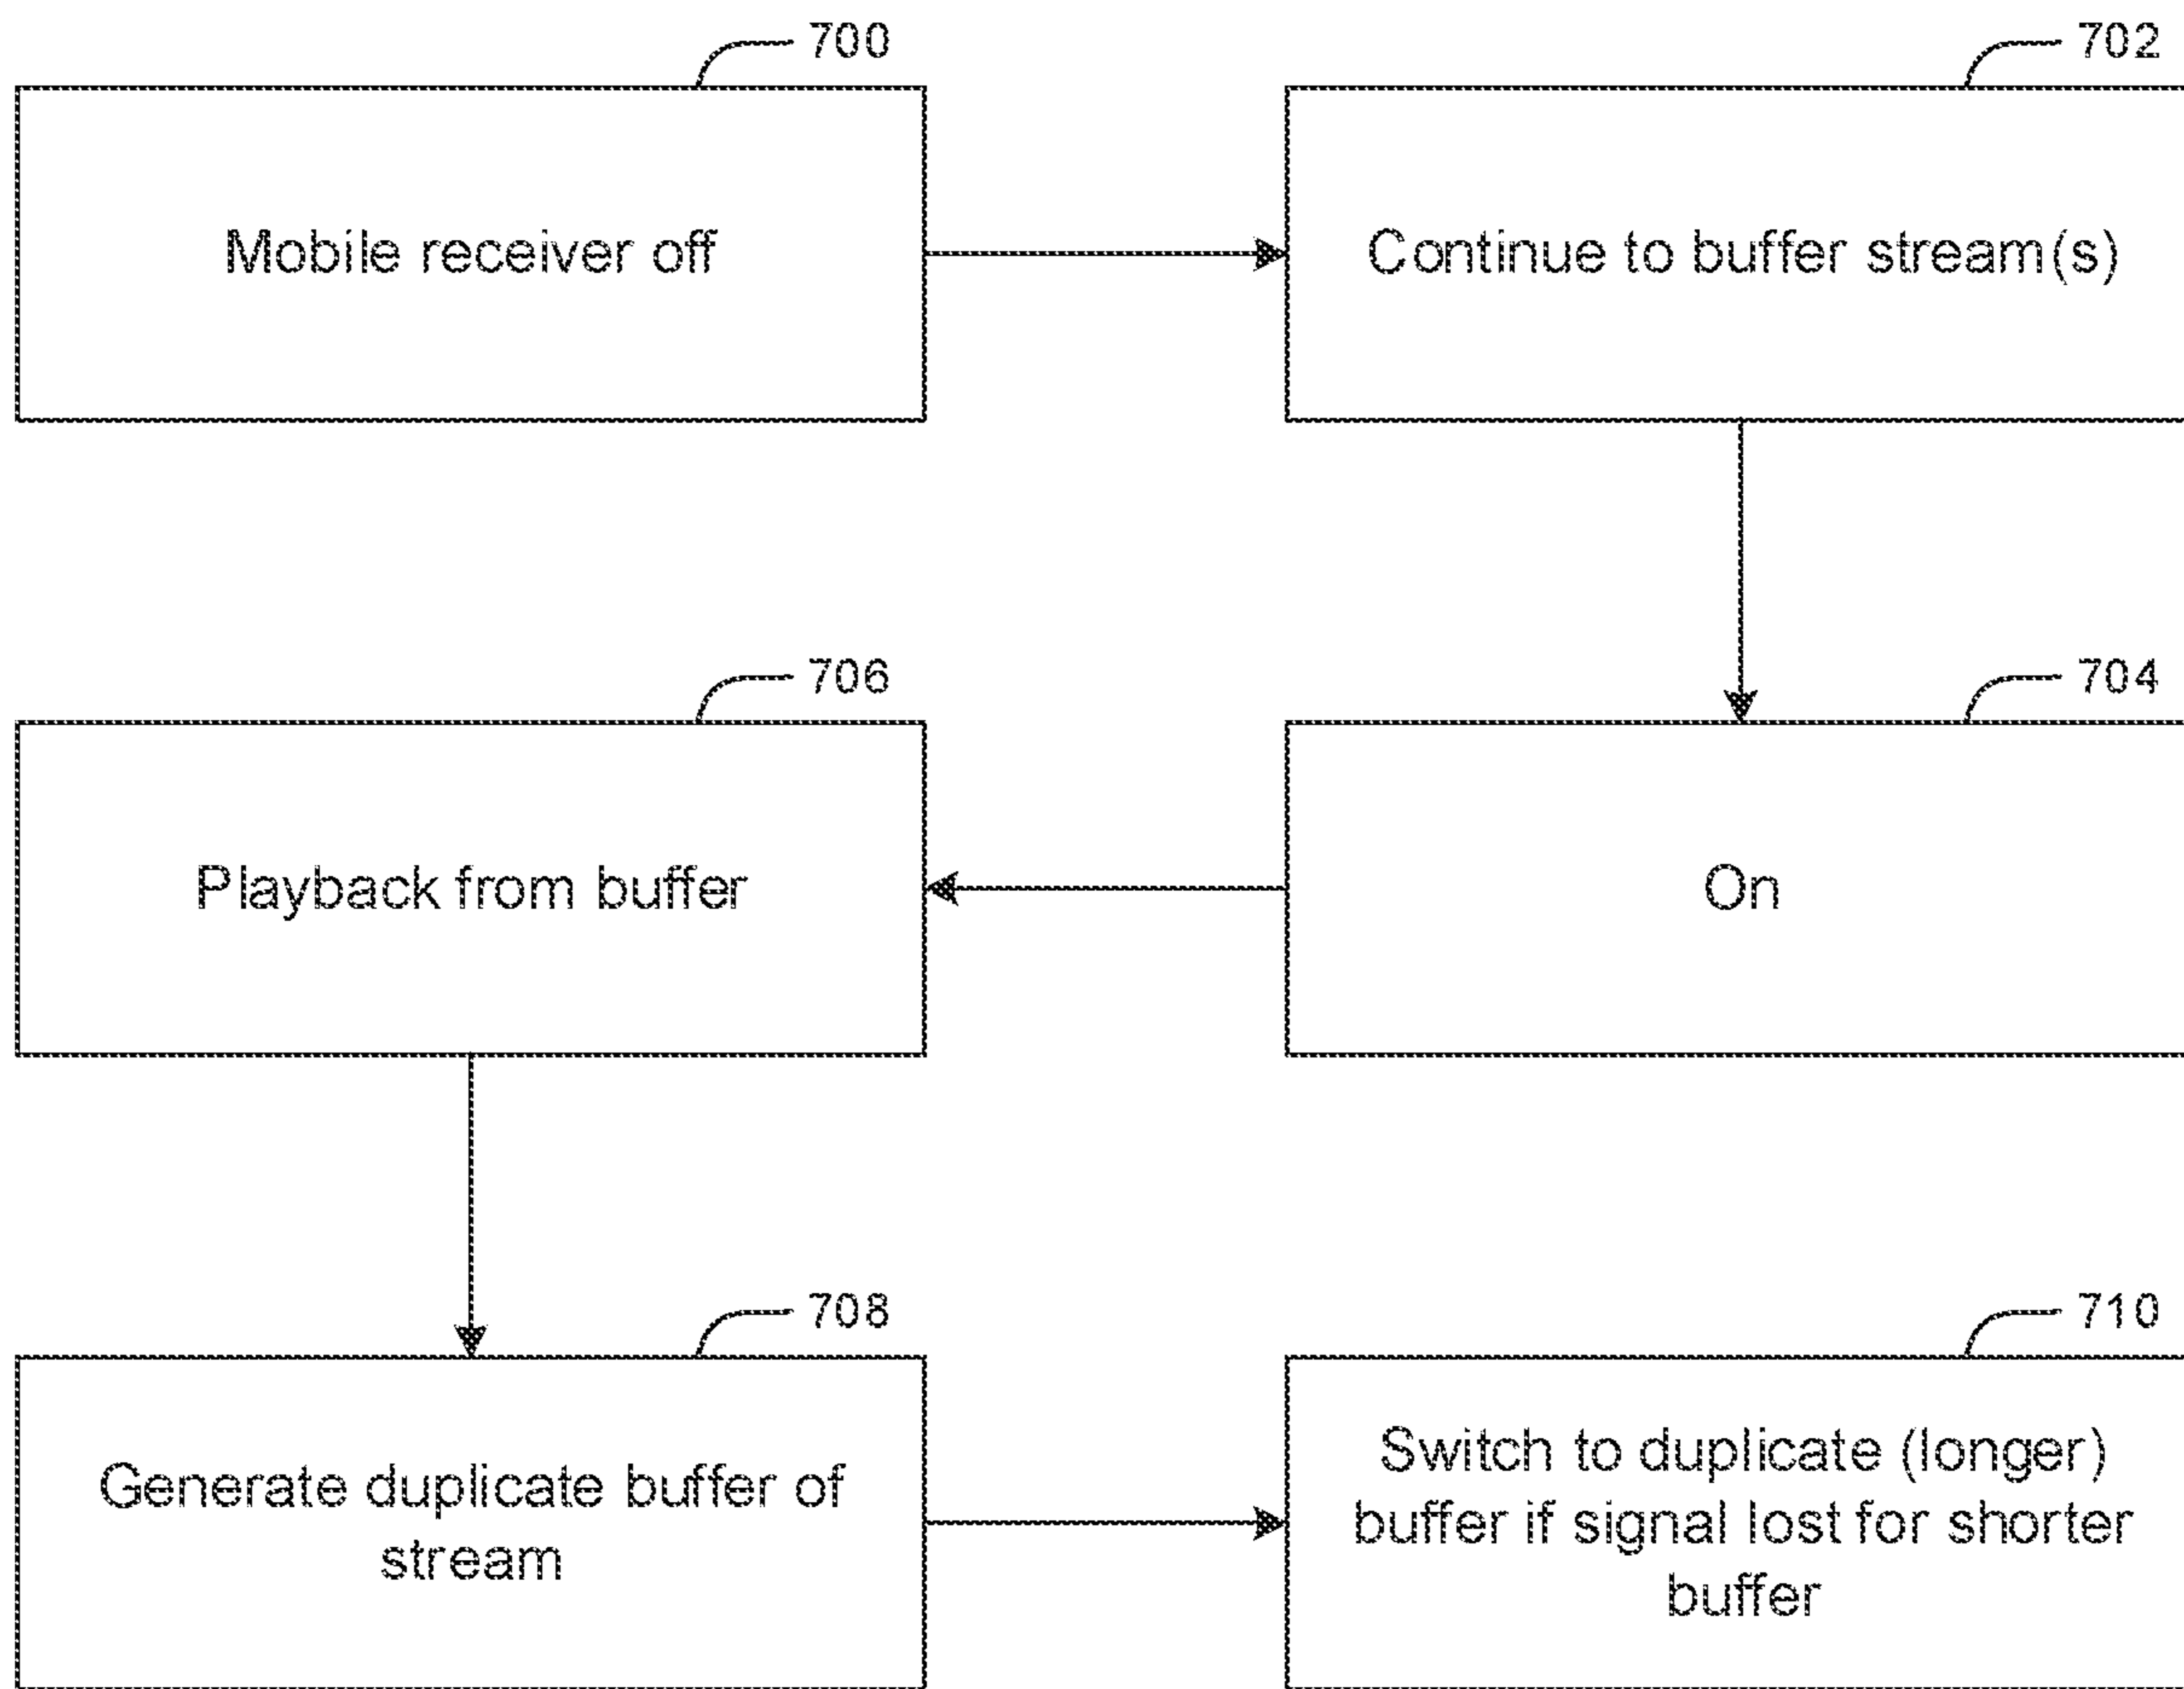 700
Mobile receiver off
702
Continue to buffer stream(s)
704
On
706
Playback from buffer
708
Generate duplicate buffer of
stream
710
Switch to duplicate (longer)
buffer if signal lost for shorter
buffer